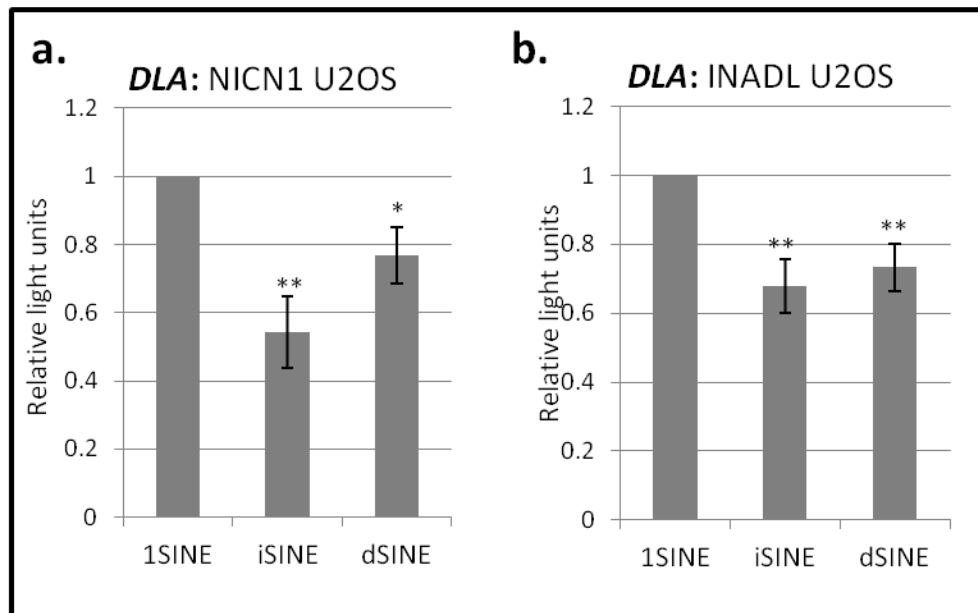 a.
DLA: NICN1 U2OS
Relative light units
1.2
1
0.8
0.6
0.4
0.2
0
**
*
1SINE iSINE dSINE
b.
DLA: INADL U2OS
Relative light units
1.2
1
0.8
0.6
0.4
0.2
0
**
**
1SINE iSINE dSINE